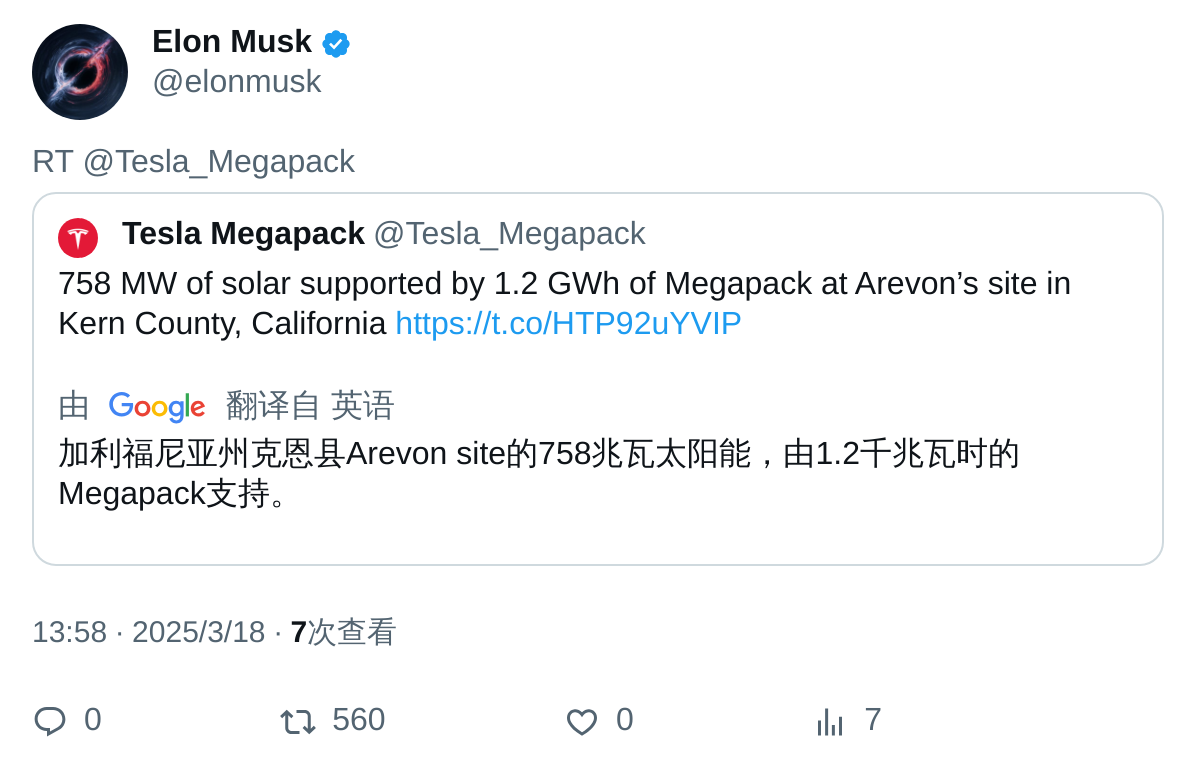 Elon Musk
@elonmusk
RT @Tesla_Megapack
Tesla Megapack @Tesla_Megapack
758 MW of solar supported by 1.2 GWh of Megapack at Arevon’s site in
Kern County, California https://t.co/HTP92uYVIP
由 Google 翻译自 英语
加利福尼亚州克恩县Arevon site的758兆瓦太阳能，由1.2千兆瓦时的
Megapack支持。
13:58 · 2025/3/18 · 7次查看
0 560 0 7